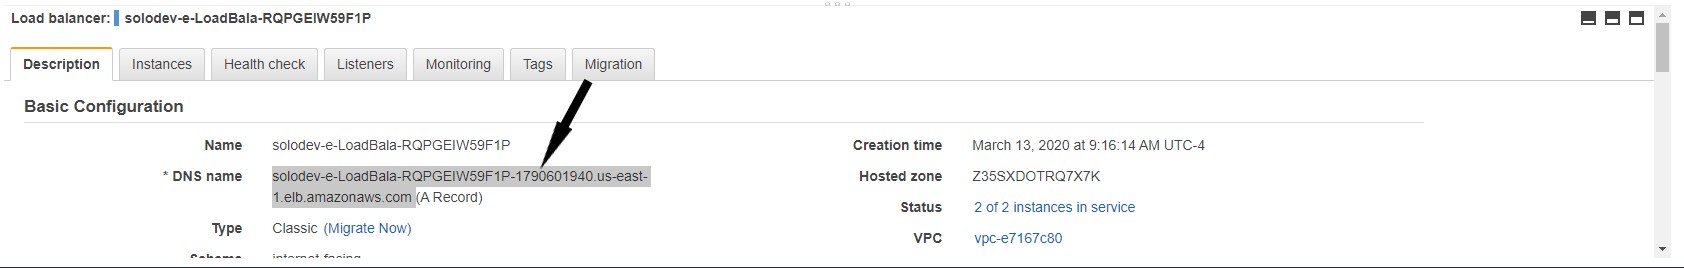 Load balancer: solodev-e-LoadBala-RQPGEIW59F1P
Description Instances Health check Listeners Monitoring Tags Migration
Basic Configuration
Name solodev-e-LoadBala-RQPGEIW59F1P Creation time March 13, 2020 at 9:16:14 AM UTC-4
* DNS name solodev-e-LoadBala-RQPGEIW59F1P-1790601940.us-east- Hosted zone Z35SXDOTRQ7X7K
1.elb.amazonaws.com (A Record)
Status 2 of 2 instances in service
Type Classic (Migrate Now)
VPC vpc-e7167c80
Scheme internet-facing